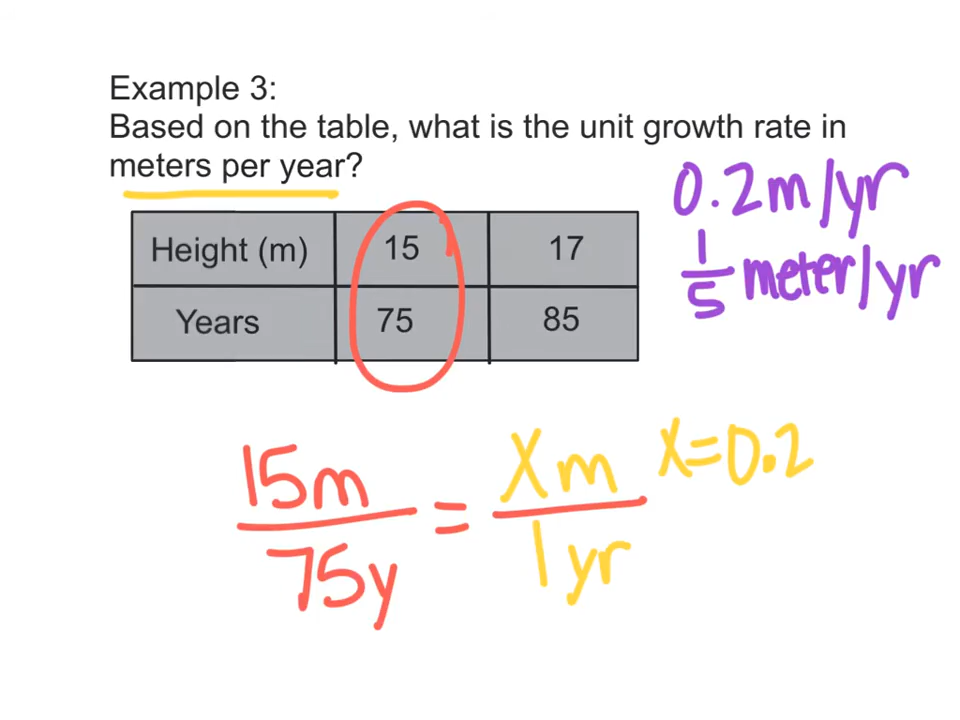 Example 3:
Based on the table, what is the unit growth rate in
meters per year?
0.2m/yr
1/5 meter/yr
Height (m) 15 17
Years 75 85
15m/75y = Xm/1yr X=0.2